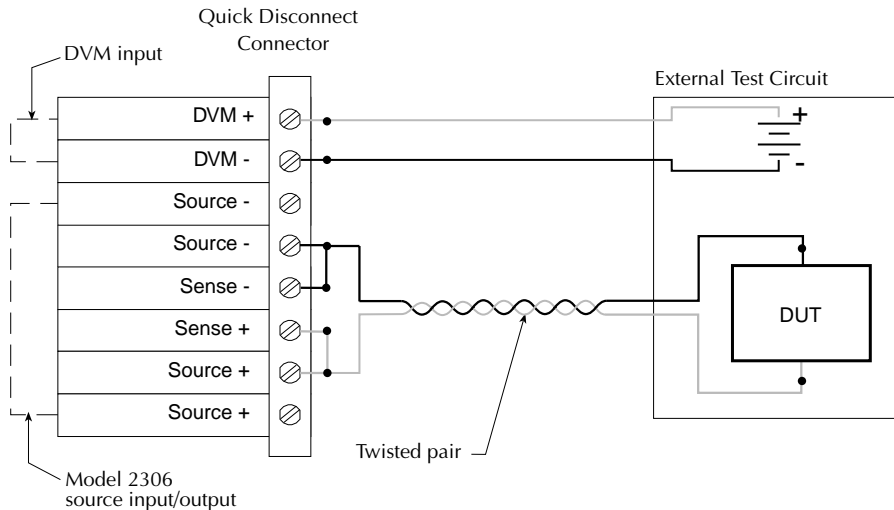 Quick Disconnect
Connector
DVM input
External Test Circuit
DVM +
DVM -
Source -
Source -
Sense -
Sense +
Source +
Source +
+
-
DUT
Twisted pair
Model 2306
source input/output